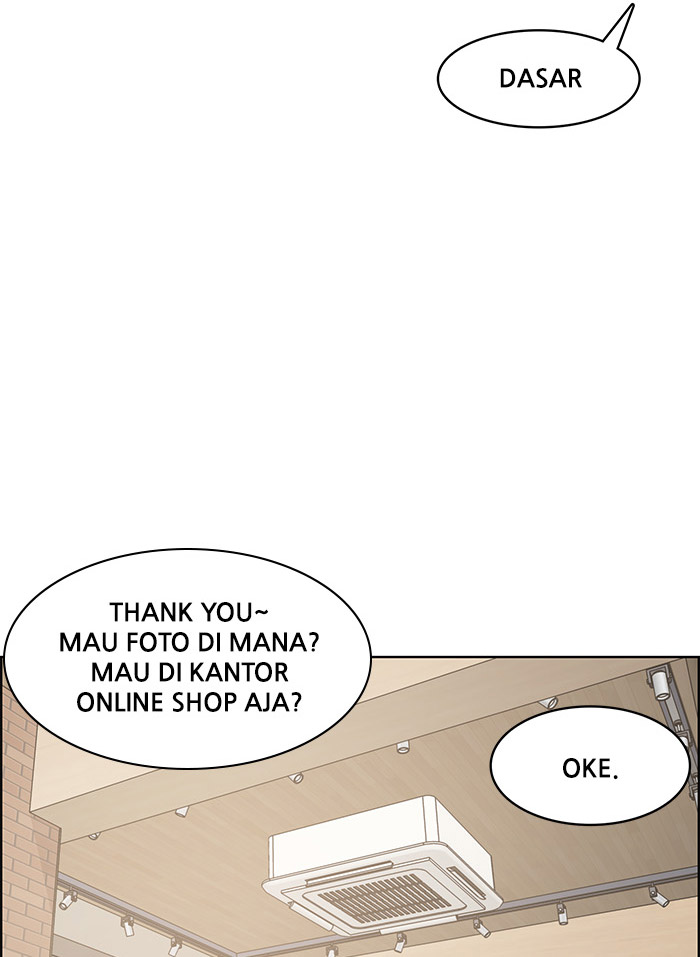 DASAR
THANK YOU~
MAU FOTO DI MANA?
MAU DI KANTOR
ONLINE SHOP AJA?
OKE.